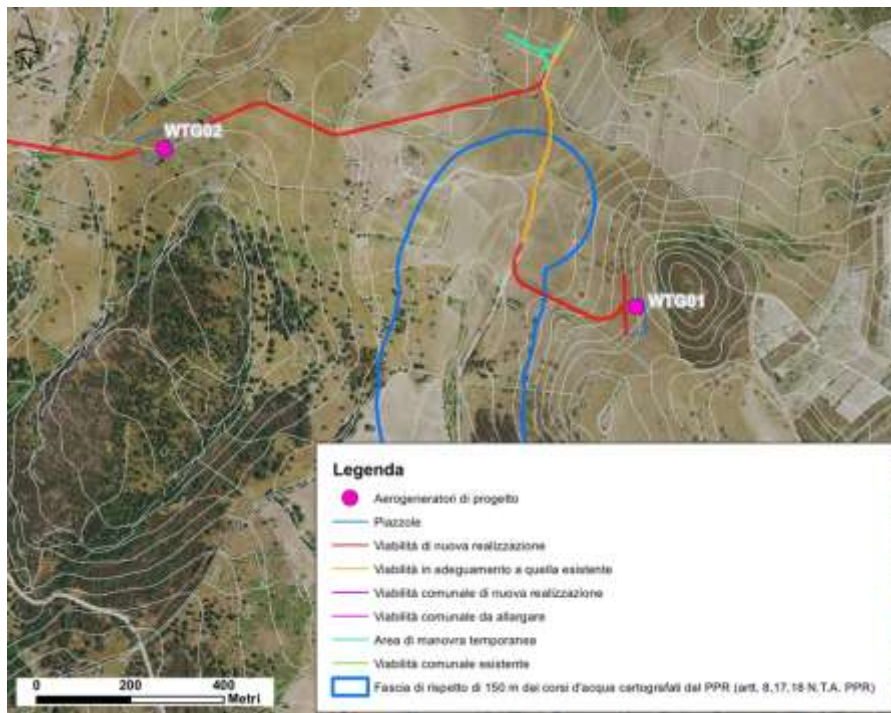 WTG02
WTG01
Legenda
Aerogeneratori di progetto
Piazzole
Viabilità di nuova realizzazione
Viabilità in adeguamento a quella esistente
Viabilità comunale di nuova realizzazione
Viabilità comunale da allargare
Area di manovra temporanea
Viabilità comunale esistente
Fascia di rispetto di 150 m dei corsi d'acqua cartografati dal PPR (artt. 8,17,18 N.T.A. PPR)
0 200 400
Metri